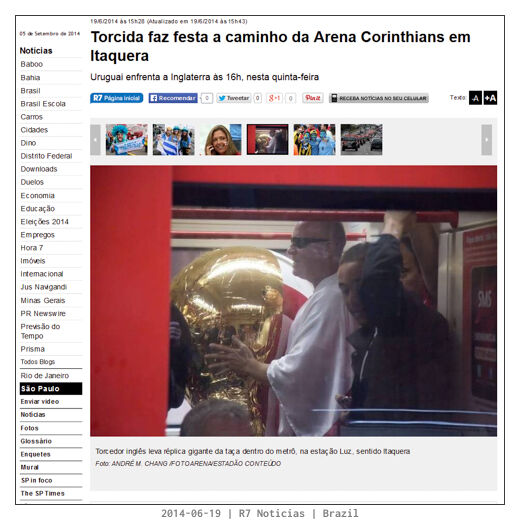 19/6/2014 às 15h28 (Atualizado em 19/6/2014 às 15h43)
05 de Setembro de 2014
Torcida faz festa a caminho da Arena Corinthians em
Itaquera
Uruguai enfrenta a Inglaterra às 16h, nesta quinta-feira
R7 Página Inicial
Recomendar
0
Tweetar
0
g+1
0
Pinit
RECEBA NOTÍCIAS NO SEU CELULAR
Texto:
-A
+A
Notícias
Baboo
Bahia
Brasil
Brasil Escola
Carros
Cidades
Dino
Distrito Federal
Downloads
Duelos
Economia
Educação
Eleições 2014
Empregos
Hora 7
Imóveis
Internacional
Jus Navigandi
Minas Gerais
PR Newswire
Previsão do
Tempo
Prisma
Todos Blogs
Rio de Janeiro
São Paulo
Enviar vídeo
Notícias
Fotos
Glossário
Enquetes
Mural
SP in foco
The SP Times
SMS
Torcedor inglês leva réplica gigante da taça dentro do metrô, na estação Luz, sentido Itaquera
Foto: ANDRÉ M. CHANG /FOTOARENA/ESTADÃO CONTEÚDO
2014-06-19 | R7 Noticias | Brazil